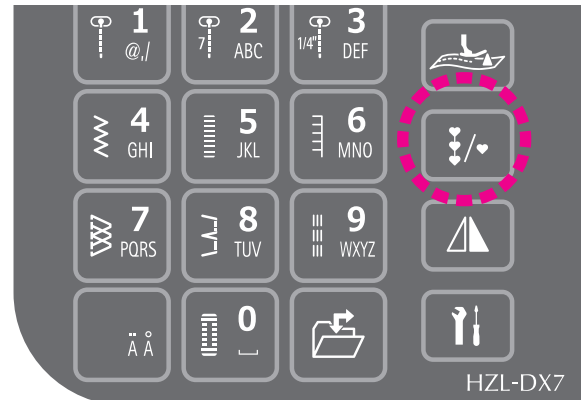 1 2 3
@./ 7 ABC 1/4" DEF
4 5 6
GHI JKL MNO
7 8 9
PQRS TUV WXYZ
0
Ä Å
HZL-DX7